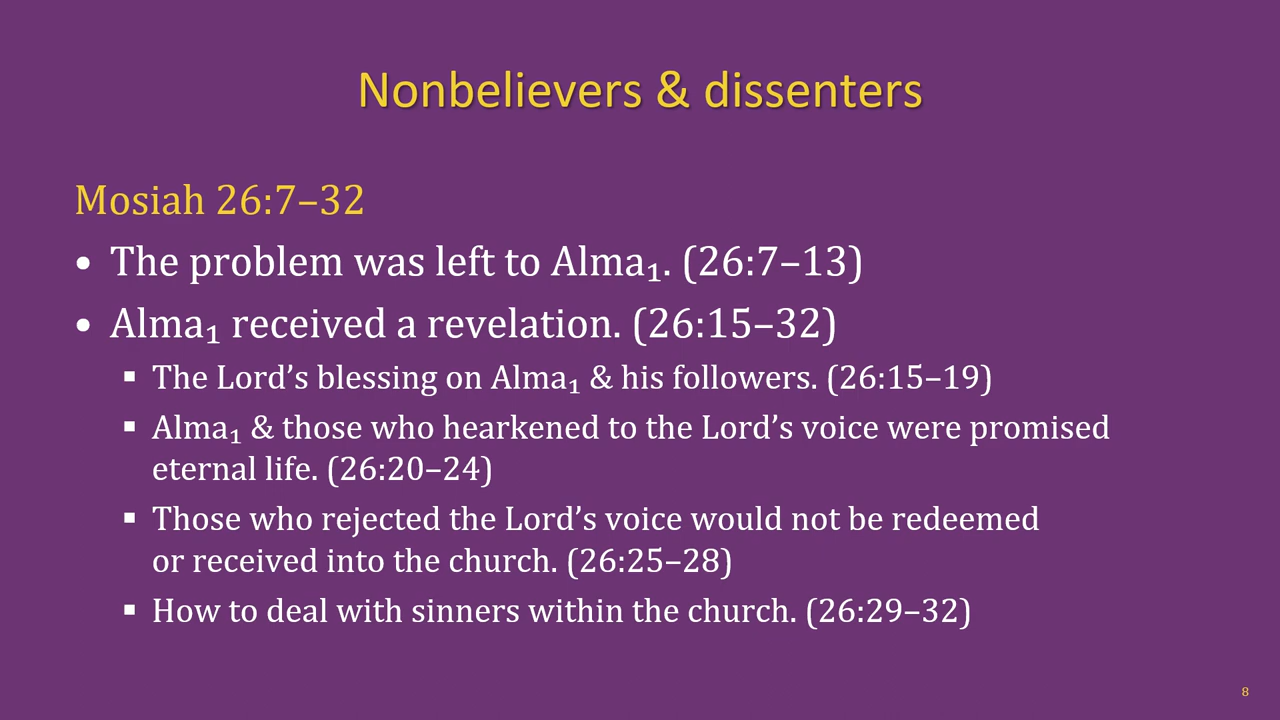 Nonbelievers & dissenters
Mosiah 26:7–32
• The problem was left to Alma₁. (26:7–13)
• Alma₁ received a revelation. (26:15–32)
▪ The Lord’s blessing on Alma₁ & his followers. (26:15–19)
▪ Alma₁ & those who hearkened to the Lord’s voice were promised
eternal life. (26:20–24)
▪ Those who rejected the Lord’s voice would not be redeemed
or received into the church. (26:25–28)
▪ How to deal with sinners within the church. (26:29–32)
8